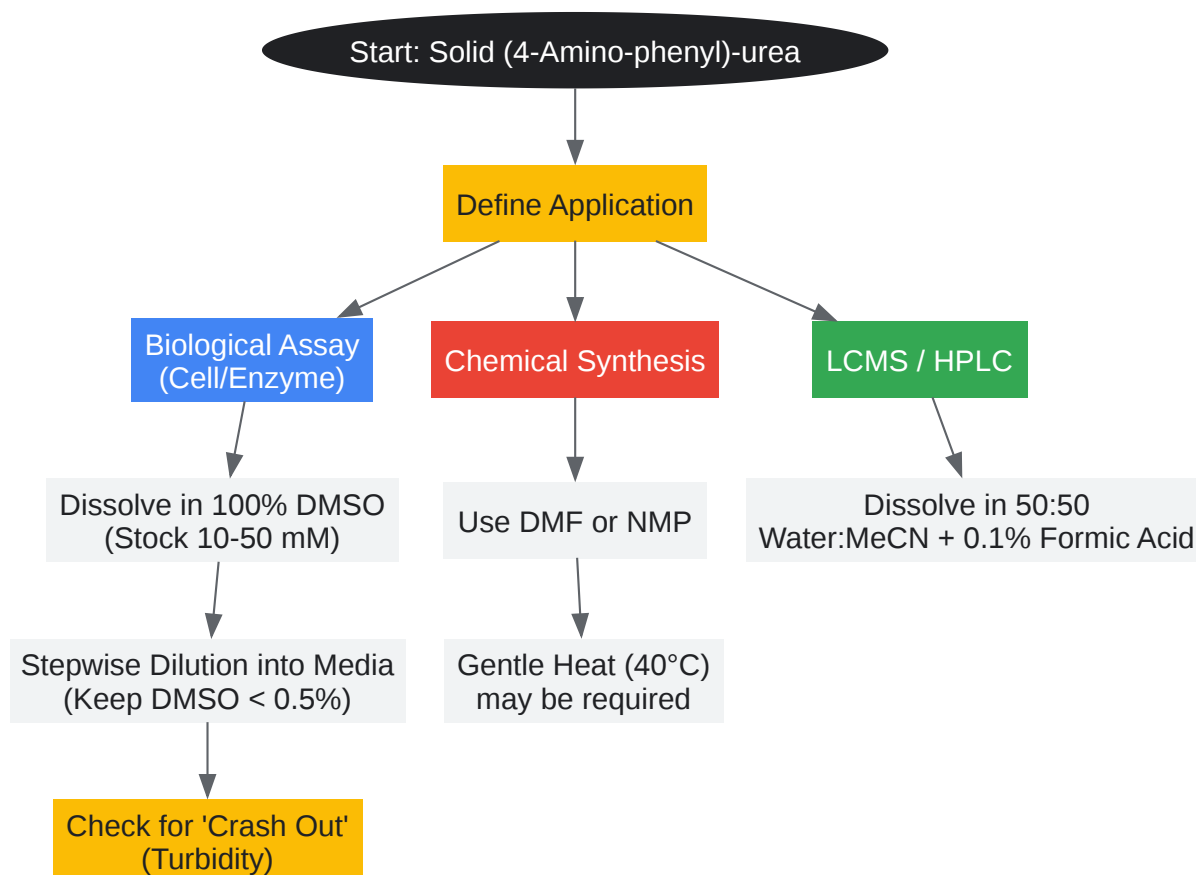 Start: Solid (4-Amino-phenyl)-urea
Define Application
Biological Assay
(Cell/Enzyme)
Chemical Synthesis
LCMS / HPLC
Dissolve in 100% DMSO
(Stock 10-50 mM)
Use DMF or NMP
Dissolve in 50:50
Water:MeCN + 0.1% Formic Acid
Stepwise Dilution into Media
(Keep DMSO < 0.5%)
Gentle Heat (40°C)
may be required
Check for 'Crash Out'
(Turbidity)